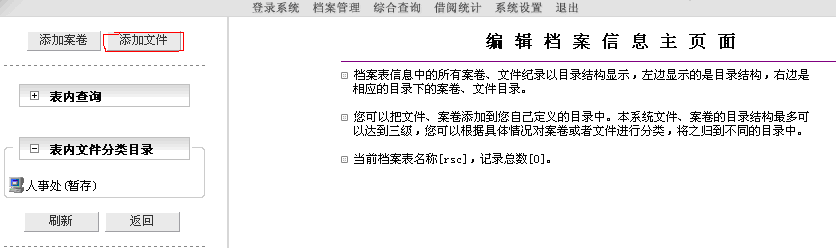 登录系统 档案管理 综合查询 借阅统计 系统设置 退出
添加案卷 添加文件
表内查询
表内文件分类目录
人事处(暂存)
刷新 返回
编辑档案信息主页面
档案表信息中的所有案卷、文件纪录以目录结构显示，左边显示的是目录结构，右边是
相应的目录下的案卷、文件目录。
您可以把文件、案卷添加到您自己定义的目录中。本系统文件、案卷的目录结构最多可
以达到三级，您可以根据具体情况对案卷或者文件进行分类，将之归到不同的目录中。
当前档案表名称[rsc]，记录总数[0]。